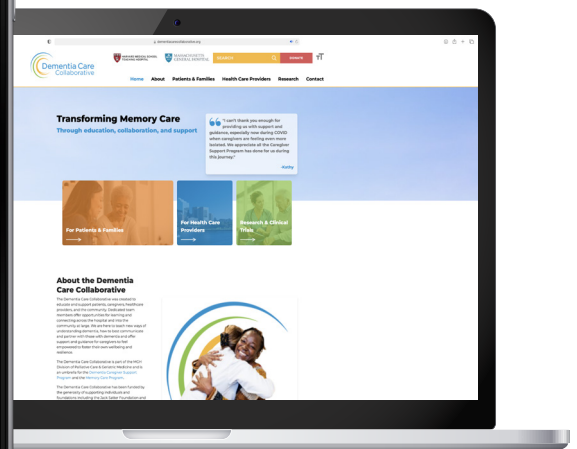 dementiacarecollaborative.org
Dementia Care
Collaborative
HARVARD MEDICAL SCHOOL
TEACHING HOSPITAL
MASSACHUSETTS
GENERAL HOSPITAL
SEARCH
DONATE
TT
Home About Patients & Families Health Care Providers Research Contact
Transforming Memory Care
Through education, collaboration, and support
"I can't thank you enough for
providing us with support and
guidance, especially now during COVID
when caregivers are feeling even more
isolated. We appreciate all the Caregiver
Support Program has done for us during
this journey."
-Kathy
For Patients & Families
For Health Care
Providers
Research & Clinical
Trials
About the Dementia
Care Collaborative
The Dementia Care Collaborative was created to
educate and support patients, caregivers, healthcare
providers, and the community. Dedicated team
members offer opportunities for learning and
connecting across the hospital and into the
community at large. We are here to teach new ways of
understanding dementia, how to best communicate
and partner with those with dementia and offer
support and guidance for caregivers to feel
empowered to foster their own wellbeing and
resilience.
The Dementia Care Collaborative is part of the MGH
Division of Palliative Care & Geriatric Medicine and is
an umbrella for the Dementia Caregiver Support
Program and the Memory Care Program.
The Dementia Care Collaborative has been funded by
the generosity of supporting individuals and
foundations including the Jack Satter Foundation and